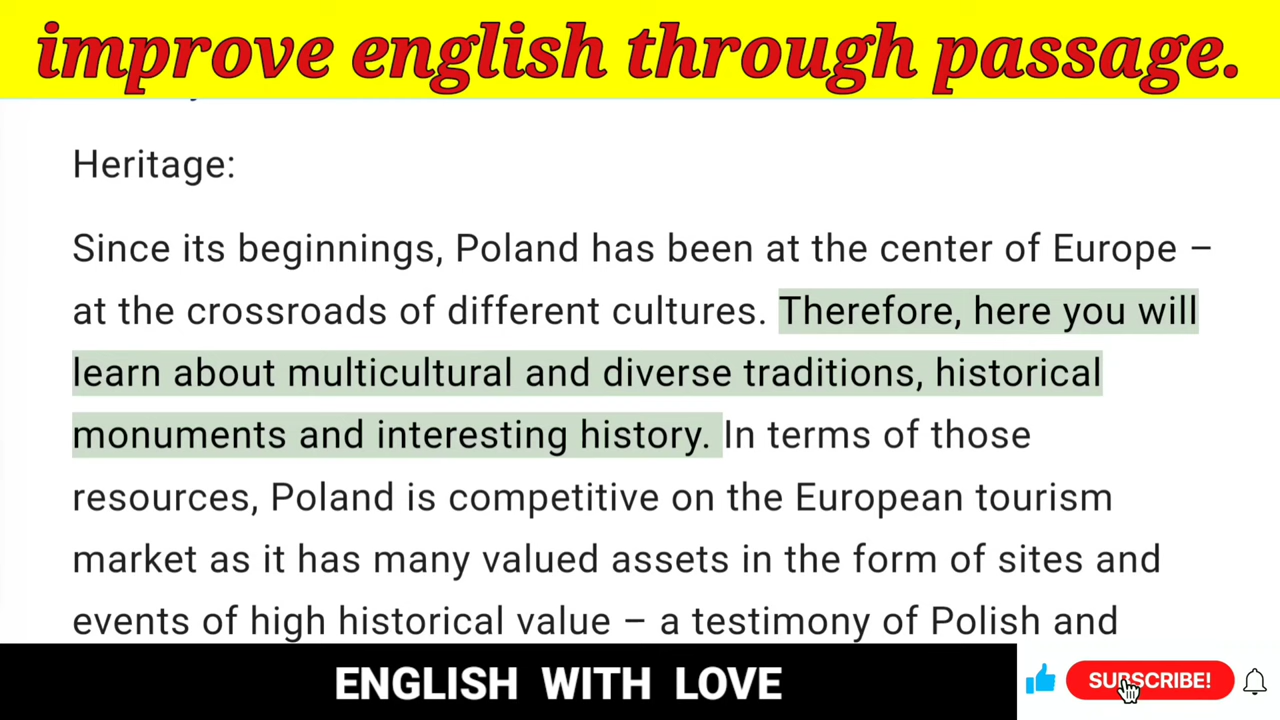 improve english through passage.
Heritage:
Since its beginnings, Poland has been at the center of Europe –
at the crossroads of different cultures. Therefore, here you will
learn about multicultural and diverse traditions, historical
monuments and interesting history. In terms of those
resources, Poland is competitive on the European tourism
market as it has many valued assets in the form of sites and
events of high historical value – a testimony of Polish and
ENGLISH WITH LOVE
SUBSCRIBE!